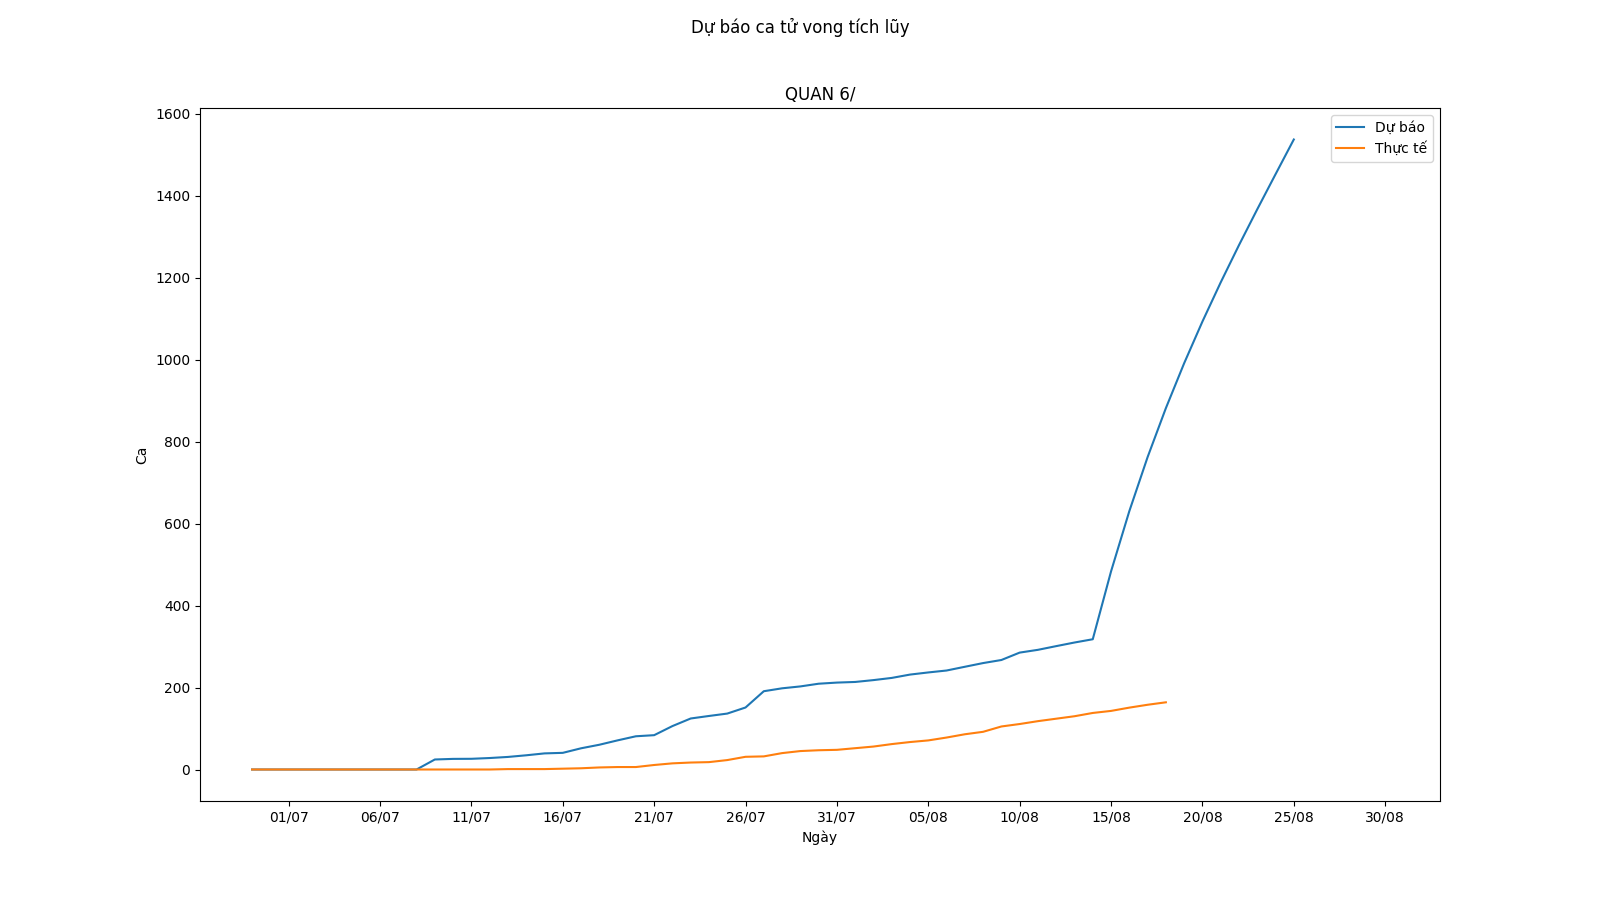 Dự báo ca tử vong tích lũy
QUAN 6/
Dự báo
Thực tế
1600
1400
1200
1000
800
600
400
200
0
Ca
01/07 06/07 11/07 16/07 21/07 26/07 31/07 05/08 10/08 15/08 20/08 25/08 30/08
Ngày